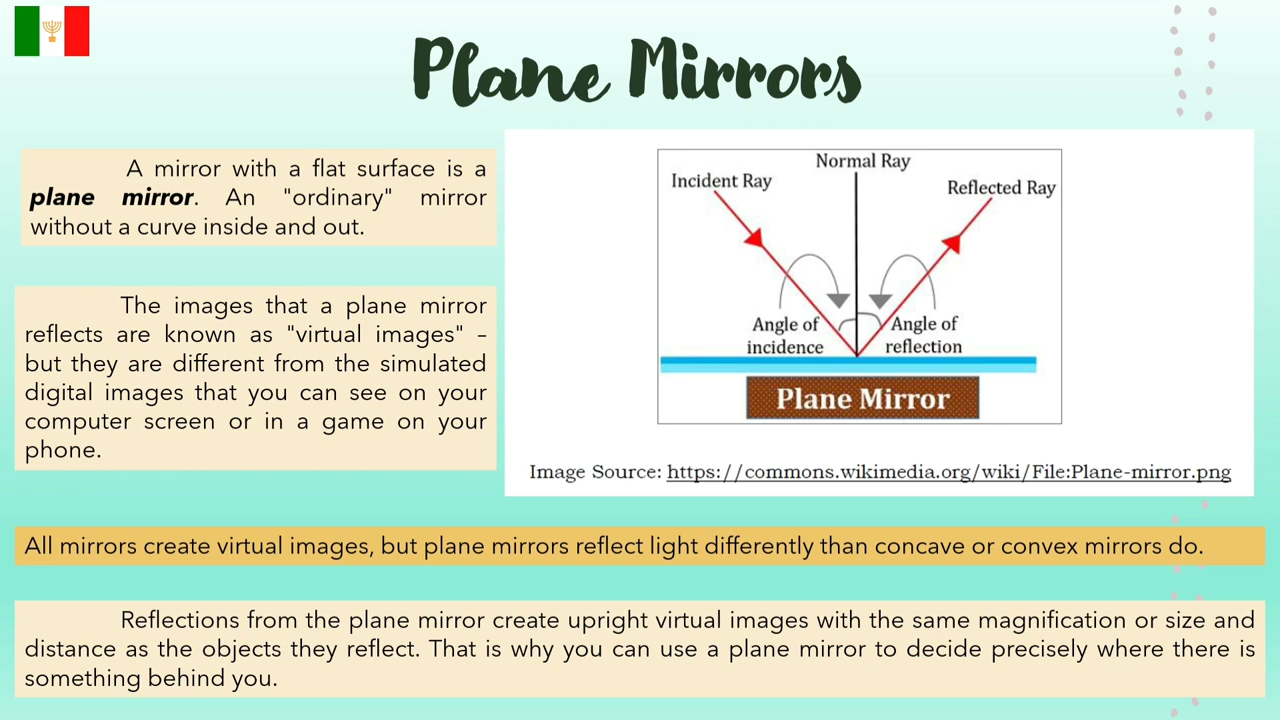 Plane Mirrors
A mirror with a flat surface is a
plane mirror. An "ordinary" mirror
without a curve inside and out.
The images that a plane mirror
reflects are known as "virtual images" –
but they are different from the simulated
digital images that you can see on your
computer screen or in a game on your
phone.
Normal Ray
Incident Ray
Reflected Ray
Angle of
incidence
Angle of
reflection
Plane Mirror
Image Source: https://commons.wikimedia.org/wiki/File:Plane-mirror.png
All mirrors create virtual images, but plane mirrors reflect light differently than concave or convex mirrors do.
Reflections from the plane mirror create upright virtual images with the same magnification or size and
distance as the objects they reflect. That is why you can use a plane mirror to decide precisely where there is
something behind you.